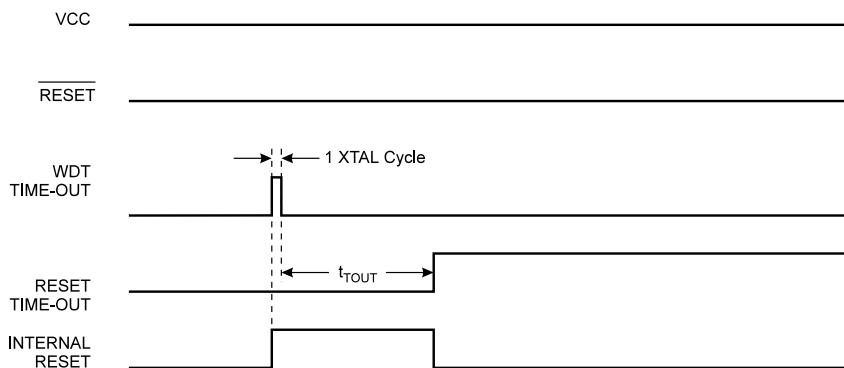 VCC
RESET
1 XTAL Cycle
WDT
TIME-OUT
tTOUT
RESET
TIME-OUT
INTERNAL
RESET